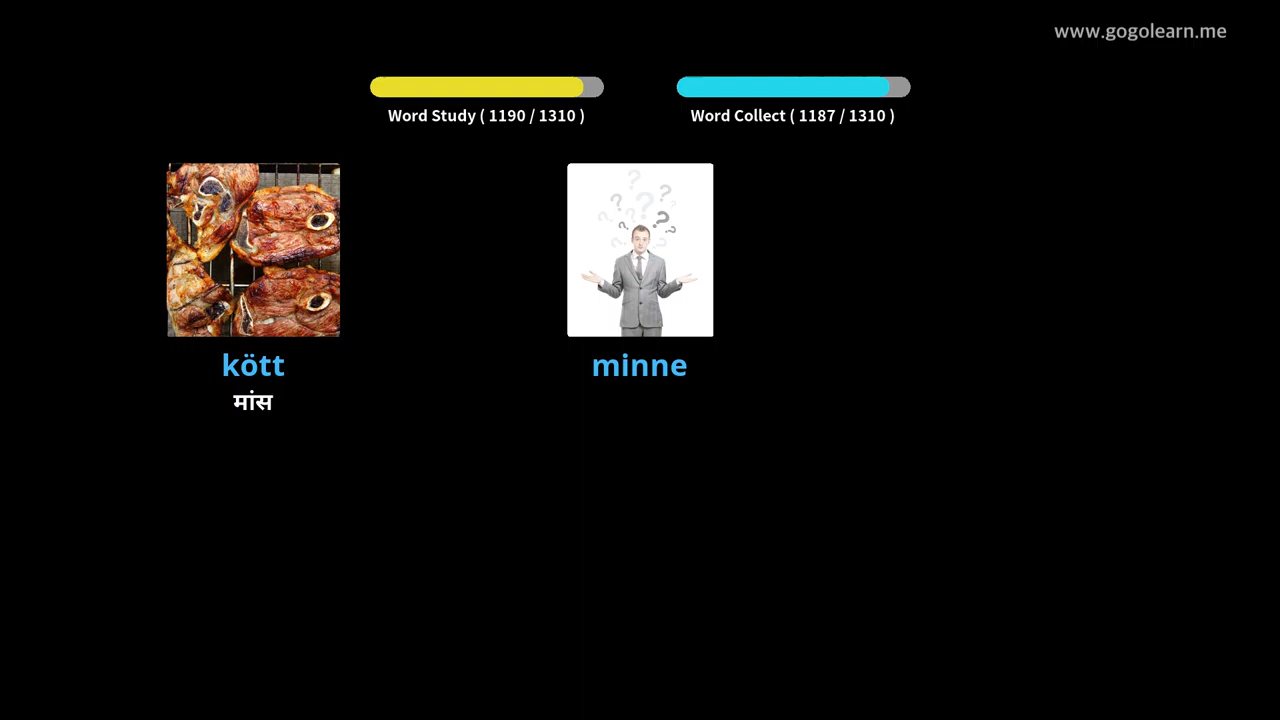 www.gogolearn.me
Word Study ( 1190 / 1310 )
Word Collect ( 1187 / 1310 )
kött
minne
मांस